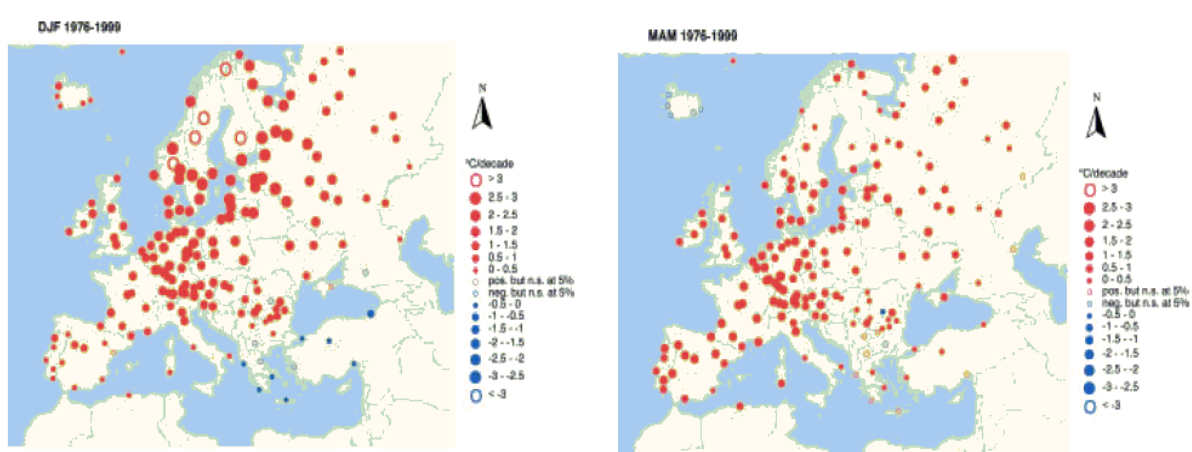 DJF 1976-1999
N
°C/decade
> 3
2.5 - 3
2 - 2.5
1.5 - 2
1 - 1.5
0.5 - 1
0 - 0.5
pos. but n.s. at 5%
neg. but n.s. at 5%
-0.5 - 0
-1 - -0.5
-1.5 - -1
-2 - -1.5
-2.5 - -2
-3 - -2.5
< -3
MAM 1976-1999
N
°C/decade
> 3
2.5 - 3
2 - 2.5
1.5 - 2
1 - 1.5
0.5 - 1
0 - 0.5
pos. but n.s. at 5%
neg. but n.s. at 5%
-0.5 - 0
-1 - -0.5
-1.5 - -1
-2 - -1.5
-2.5 - -2
-3 - -2.5
< -3